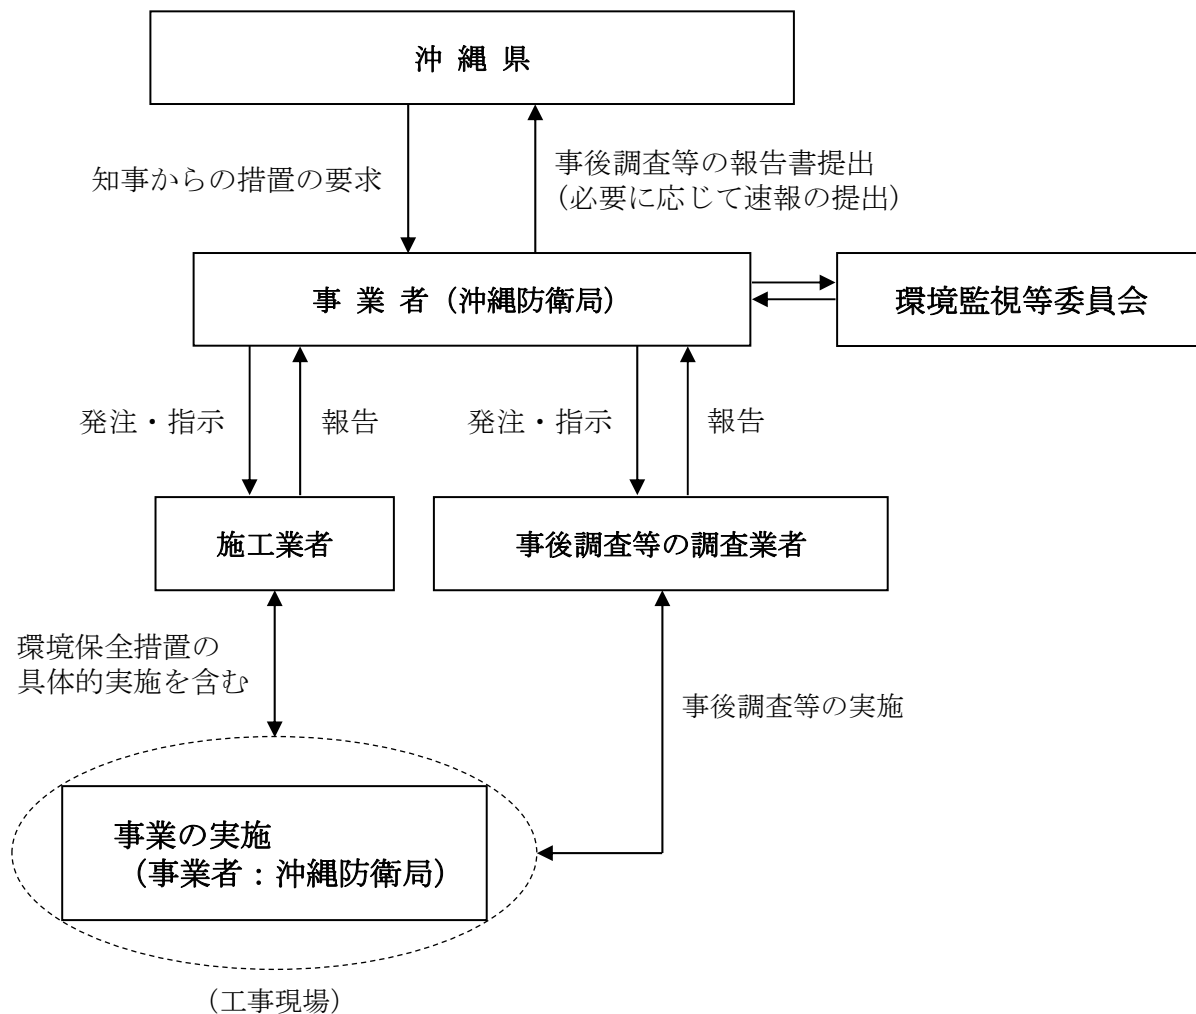 沖 縄 県
知事からの措置の要求
事後調査等の報告書提出
（必要に応じて速報の提出）
事 業 者（沖縄防衛局）
環境監視等委員会
発注・指示
報告
発注・指示
報告
施工業者
事後調査等の調査業者
環境保全措置の
具体的実施を含む
事後調査等の実施
事業の実施
（事業者：沖縄防衛局）
（工事現場）